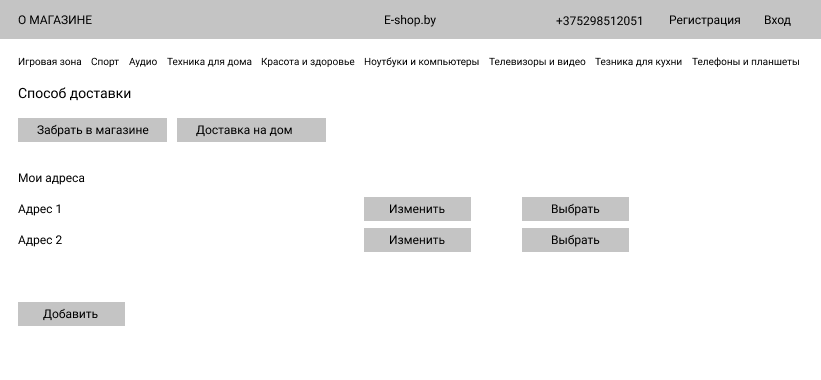 О МАГАЗИНЕ E-shop.by +375298512051 Регистрация Вход
Игровая зона Спорт Аудио Техника для дома Красота и здоровье Ноутбуки и компьютеры Телевизоры и видео Тезника для кухни Телефоны и планшеты
Способ доставки
Забрать в магазине Доставка на дом
Мои адреса
Адрес 1 Изменить Выбрать
Адрес 2 Изменить Выбрать
Добавить